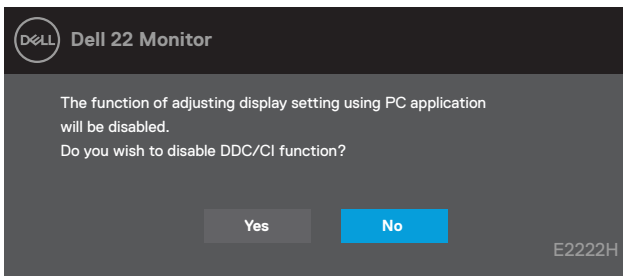 DELL Dell 22 Monitor
The function of adjusting display setting using PC application
will be disabled.
Do you wish to disable DDC/CI function?
Yes No
E2222H